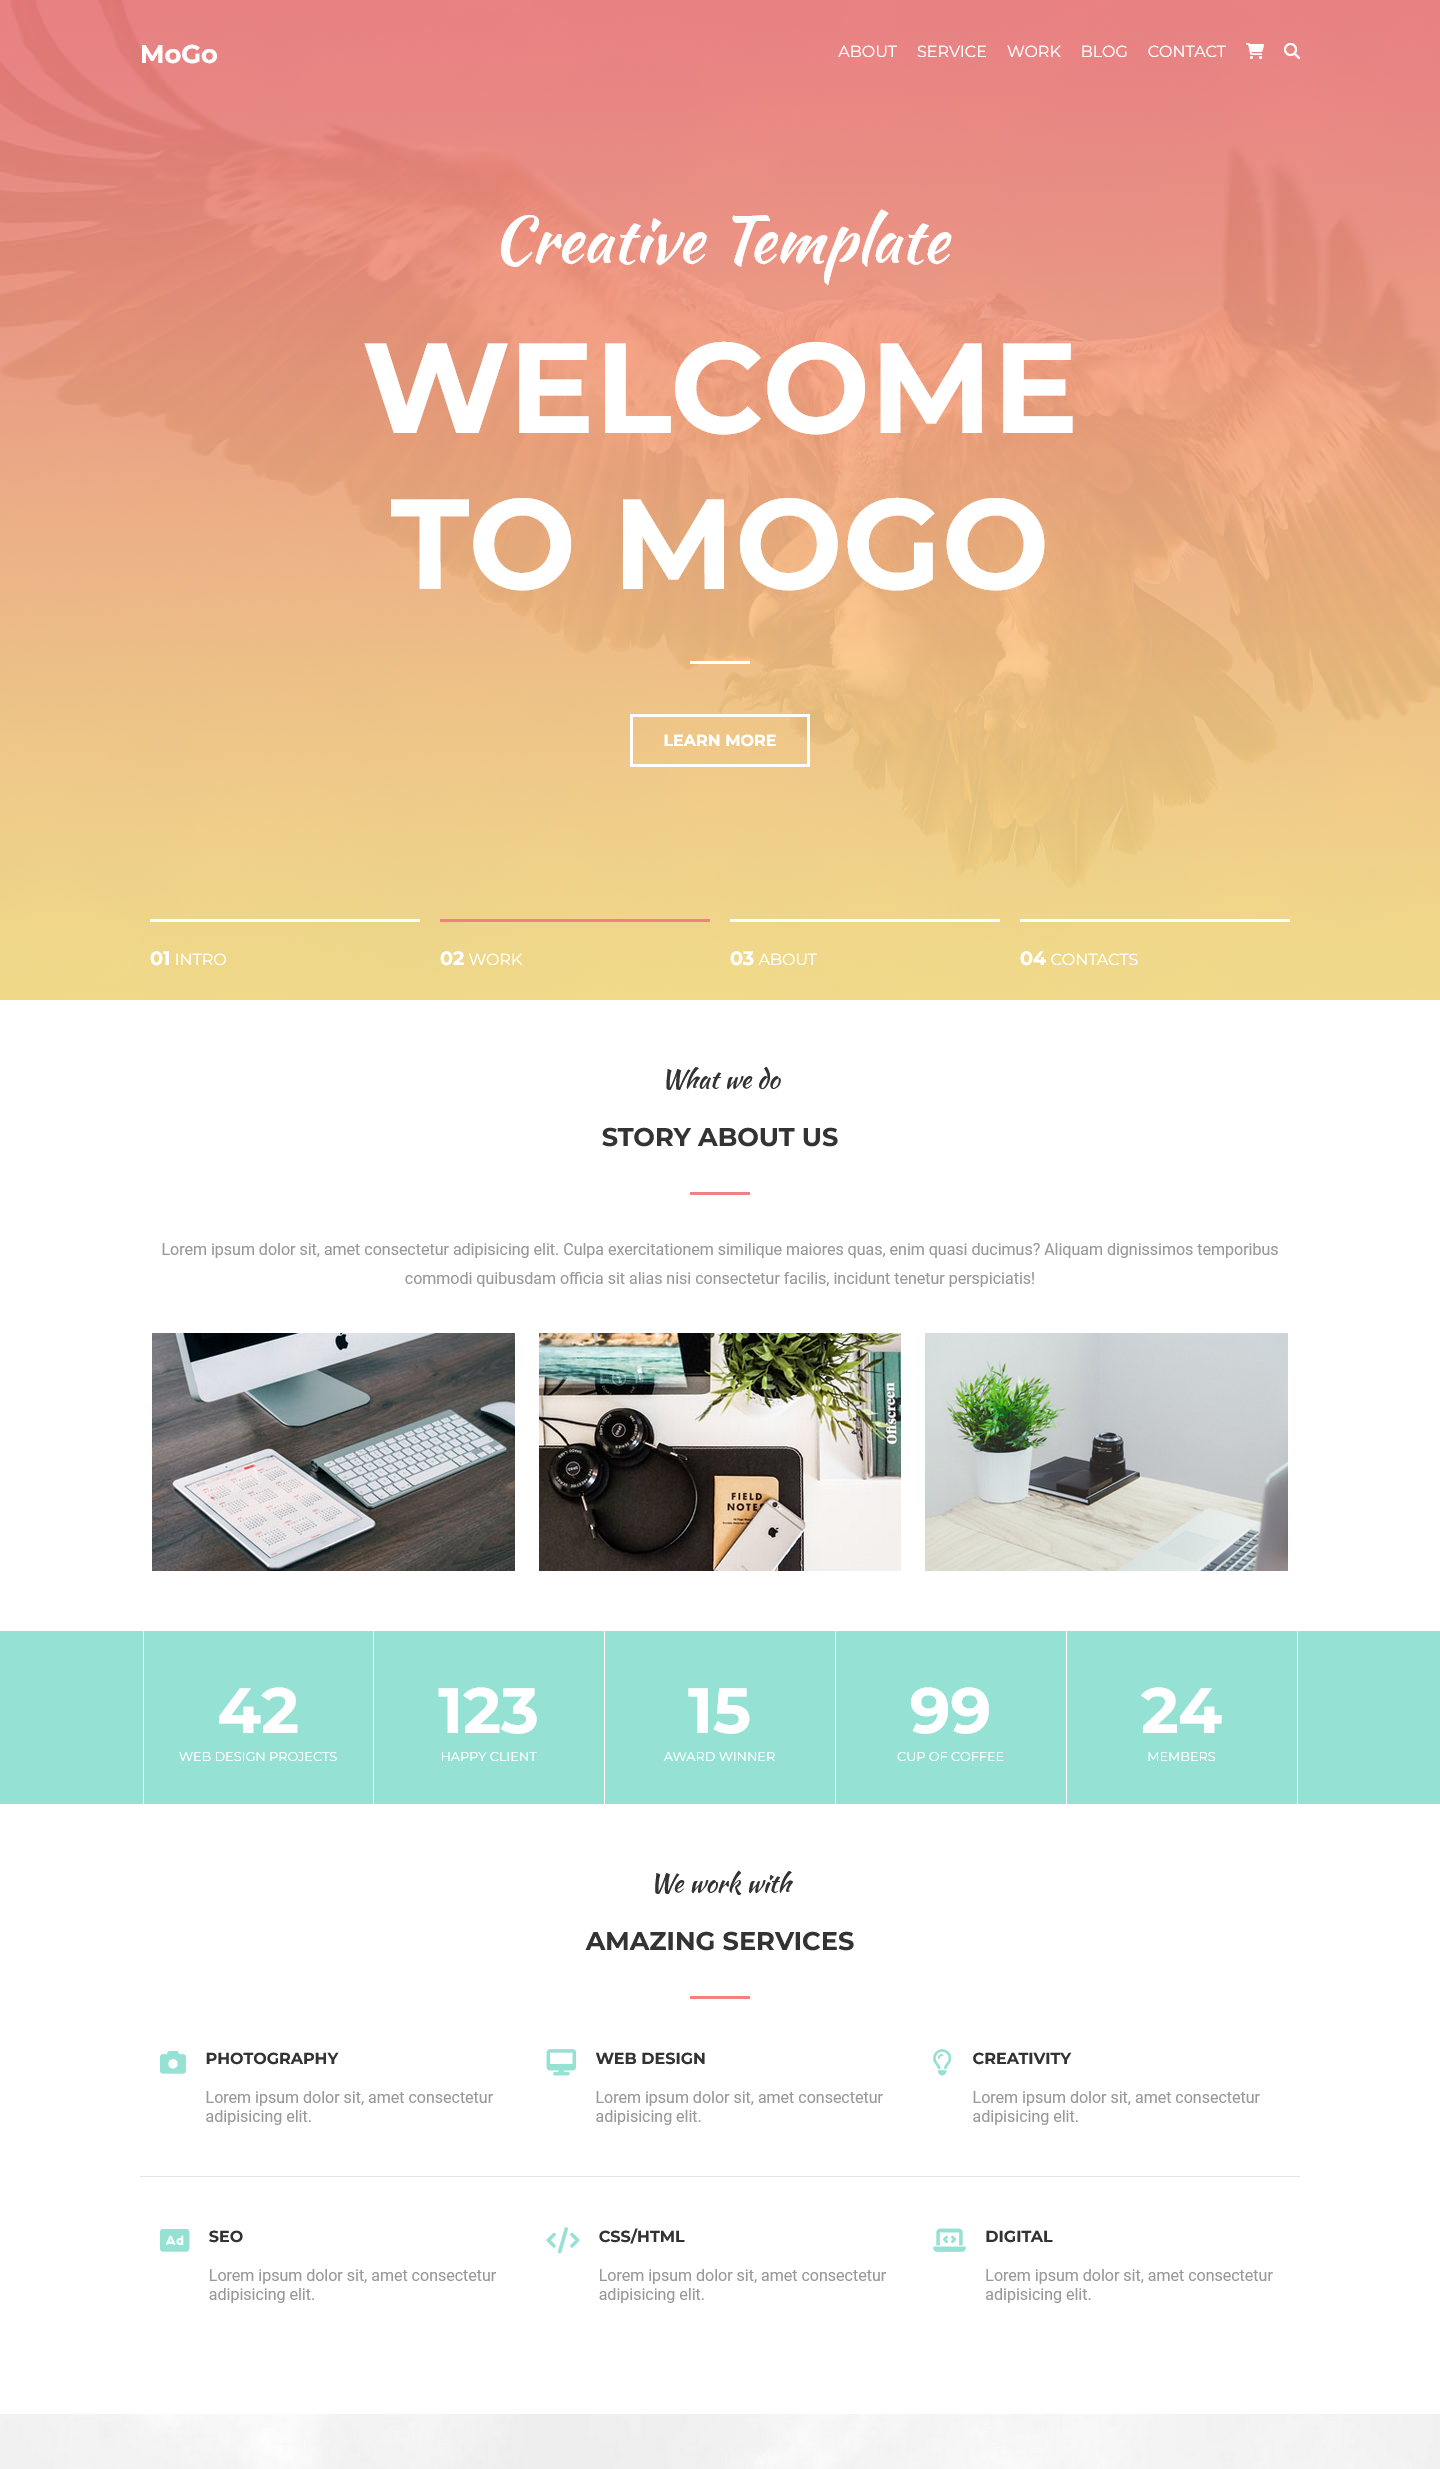 MoGo
ABOUT SERVICE WORK BLOG CONTACT
Creative Template
WELCOME
TO MOGO
LEARN MORE
01 INTRO
02 WORK
03 ABOUT
04 CONTACTS
What we do
STORY ABOUT US
Lorem ipsum dolor sit, amet consectetur adipisicing elit. Culpa exercitationem similique maiores quas, enim quasi ducimus? Aliquam dignissimos temporibus
commodi quibusdam officia sit alias nisi consectetur facilis, incidunt tenetur perspiciatis!
Offscreen
FIELD
NOTES
42
WEB DESIGN PROJECTS
123
HAPPY CLIENT
15
AWARD WINNER
99
CUP OF COFFEE
24
MEMBERS
We work with
AMAZING SERVICES
PHOTOGRAPHY
Lorem ipsum dolor sit, amet consectetur
adipisicing elit.
WEB DESIGN
Lorem ipsum dolor sit, amet consectetur
adipisicing elit.
CREATIVITY
Lorem ipsum dolor sit, amet consectetur
adipisicing elit.
Ad
SEO
Lorem ipsum dolor sit, amet consectetur
adipisicing elit.
CSS/HTML
Lorem ipsum dolor sit, amet consectetur
adipisicing elit.
DIGITAL
Lorem ipsum dolor sit, amet consectetur
adipisicing elit.